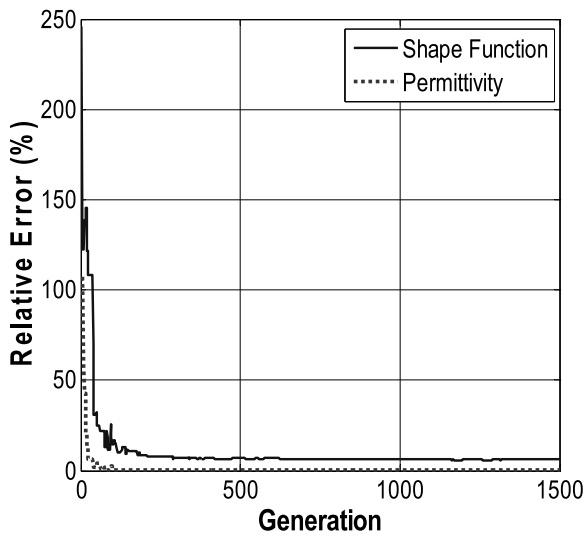 250
200
150
100
50
0
Relative Error (%)
Shape Function
Permittivity
0 500 1000 1500
Generation